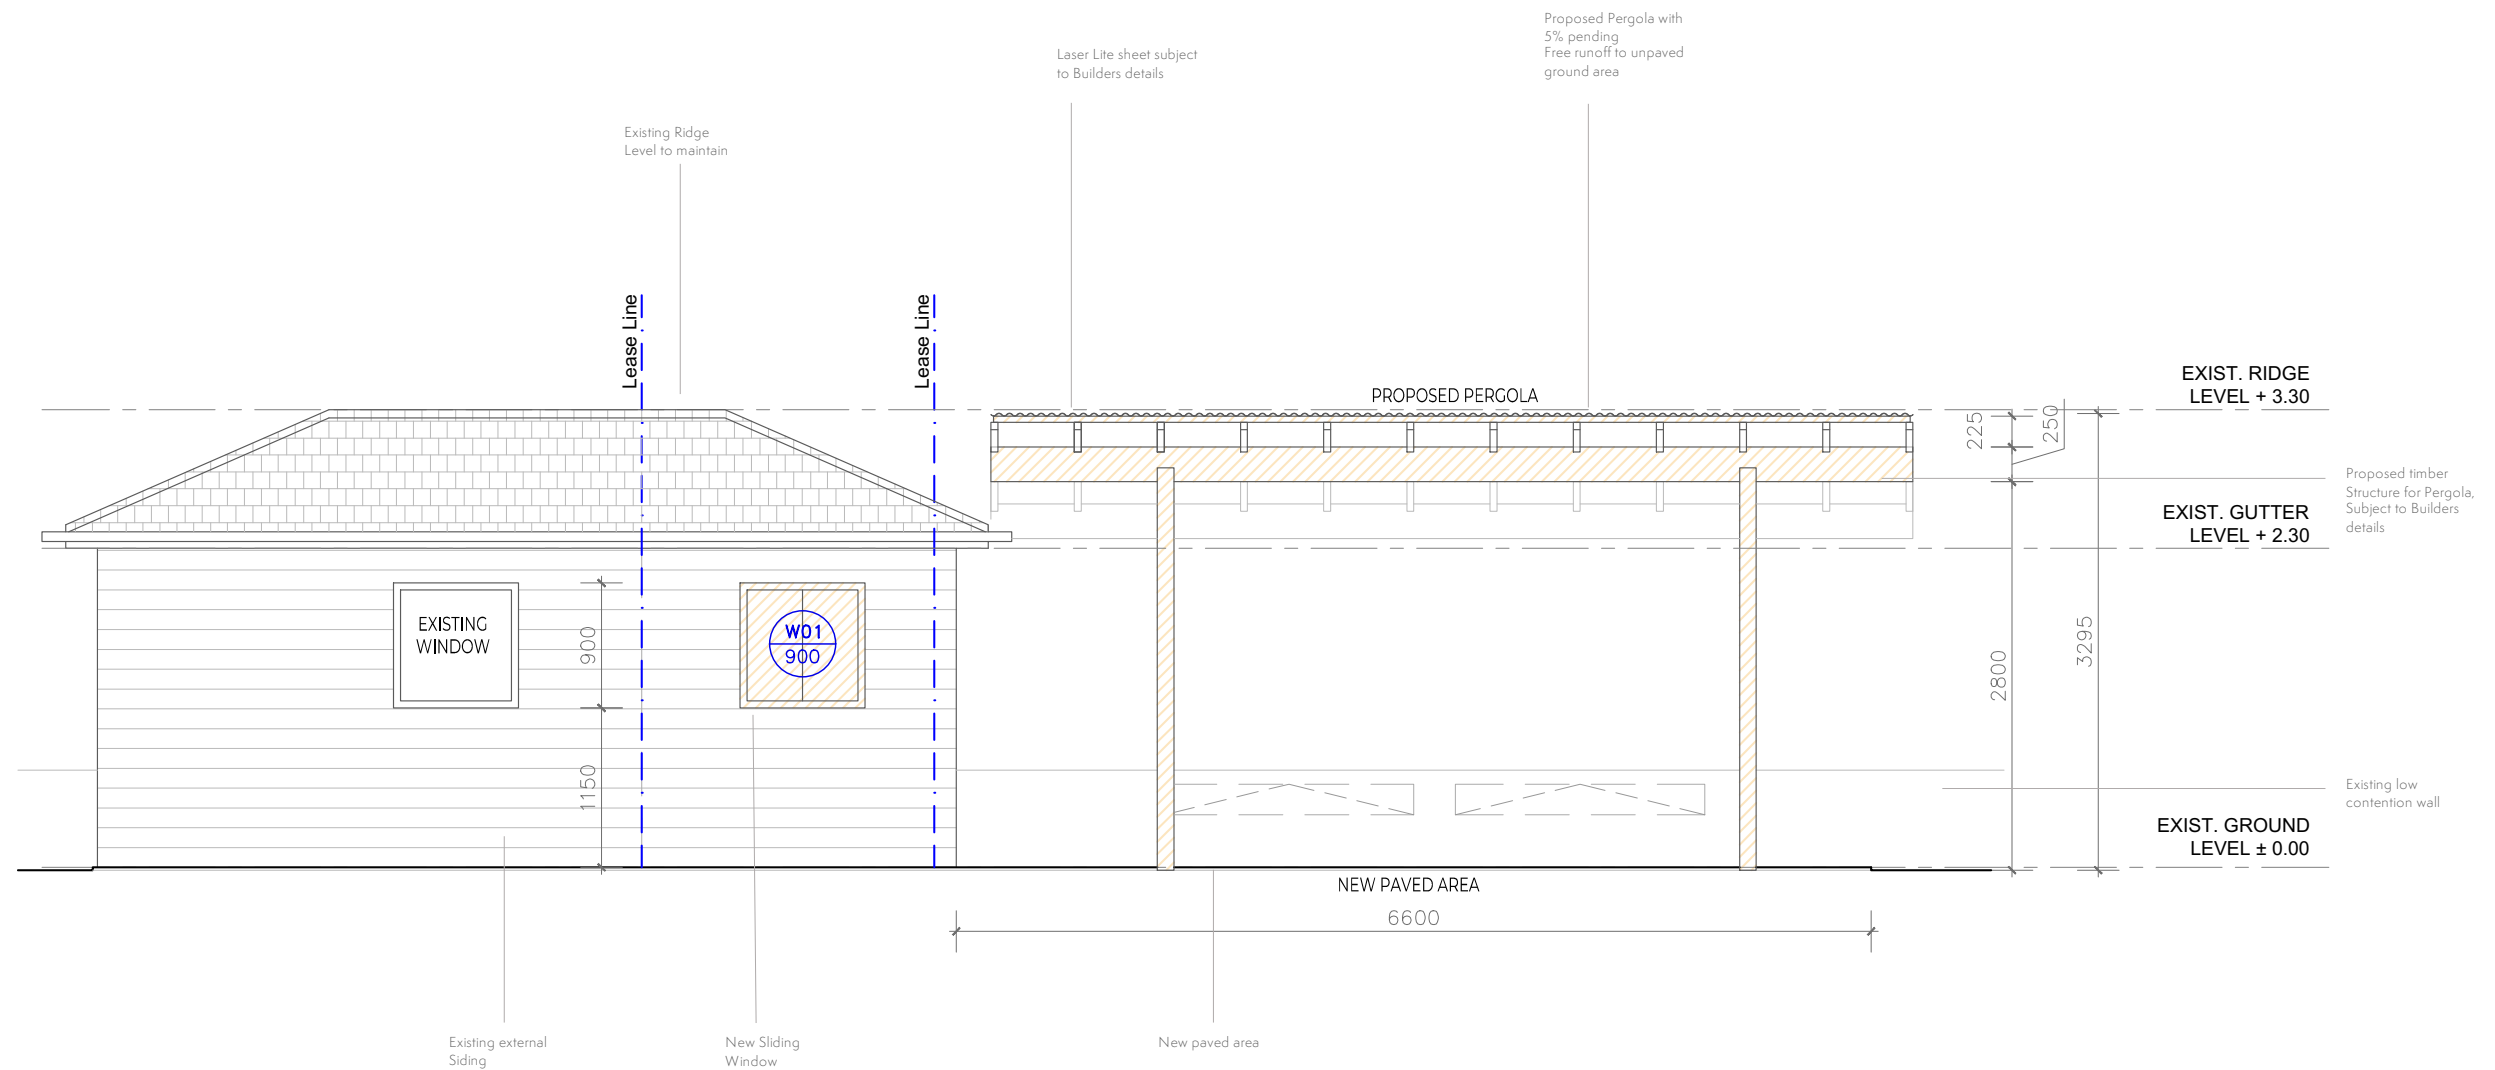 Proposed Pergola with
5% pending
Free runoff to unpaved
ground area
Laser Lite sheet subject
to Builders details
Existing Ridge
Level to maintain
Lease Line
Lease Line
PROPOSED PERGOLA
EXIST. RIDGE
LEVEL + 3.30
225
250
Proposed timber
Structure for Pergola,
Subject to Builders
details
EXIST. GUTTER
LEVEL + 2.30
EXISTING
WINDOW
900
W01
900
2800
3295
1150
Existing low
contention wall
EXIST. GROUND
LEVEL ± 0.00
NEW PAVED AREA
6600
Existing external
Siding
New Sliding
Window
New paved area